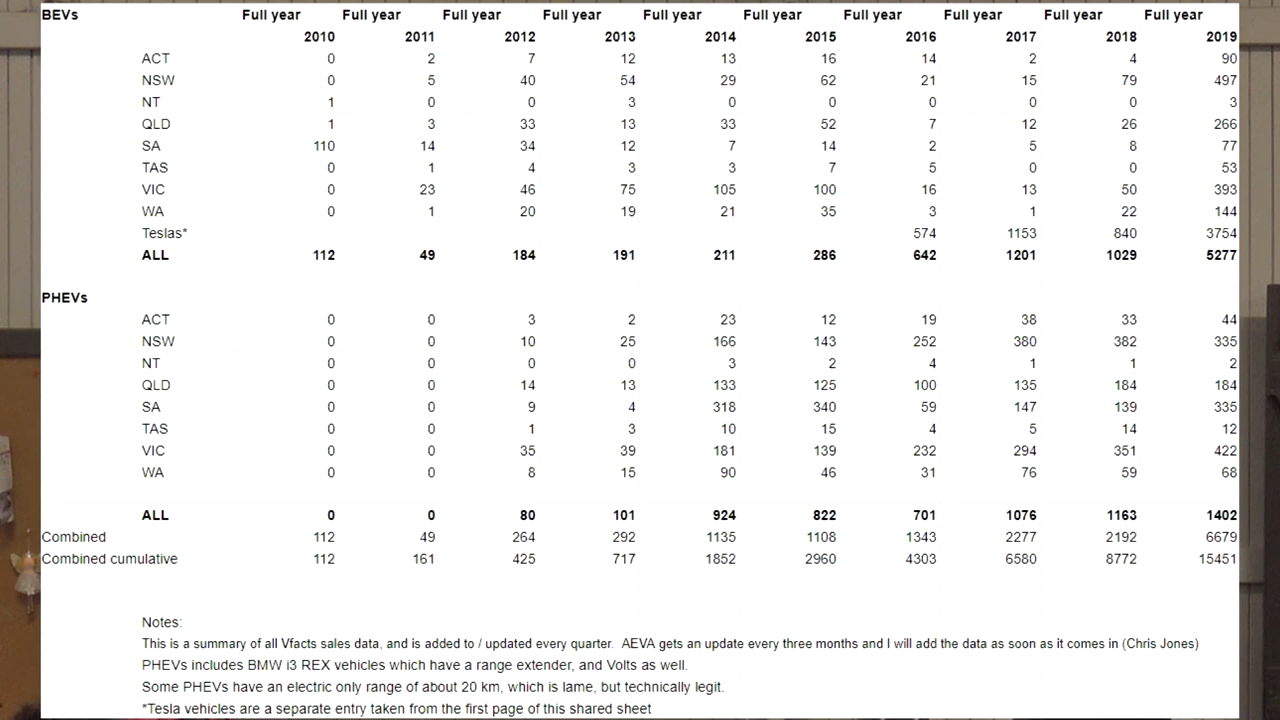 BEVs Full year Full year Full year Full year Full year Full year Full year Full year Full year Full year
2010 2011 2012 2013 2014 2015 2016 2017 2018 2019
ACT 0 2 7 12 13 16 14 2 4 90
NSW 0 5 40 54 29 62 21 15 79 497
NT 1 0 0 3 0 0 0 0 0 3
QLD 1 3 33 13 33 52 7 12 26 266
SA 110 14 34 12 7 14 2 5 8 77
TAS 0 1 4 3 3 7 5 0 0 53
VIC 0 23 46 75 105 100 16 13 50 393
WA 0 1 20 19 21 35 3 1 22 144
Teslas* 574 1153 840 3754
ALL 112 49 184 191 211 286 642 1201 1029 5277
PHEVs
ACT 0 0 3 2 23 12 19 38 33 44
NSW 0 0 10 25 166 143 252 380 382 335
NT 0 0 0 0 3 2 4 1 1 2
QLD 0 0 14 13 133 125 100 135 184 184
SA 0 0 9 4 318 340 59 147 139 335
TAS 0 0 1 3 10 15 4 5 14 12
VIC 0 0 35 39 181 139 232 294 351 422
WA 0 0 8 15 90 46 31 76 59 68
ALL 0 0 80 101 924 822 701 1076 1163 1402
Combined 112 49 264 292 1135 1108 1343 2277 2192 6679
Combined cumulative 112 161 425 717 1852 2960 4303 6580 8772 15451
Notes:
This is a summary of all Vfacts sales data, and is added to / updated every quarter. AEVA gets an update every three months and I will add the data as soon as it comes in (Chris Jones)
PHEVs includes BMW i3 REX vehicles which have a range extender, and Volts as well.
Some PHEVs have an electric only range of about 20 km, which is lame, but technically legit.
*Tesla vehicles are a separate entry taken from the first page of this shared sheet